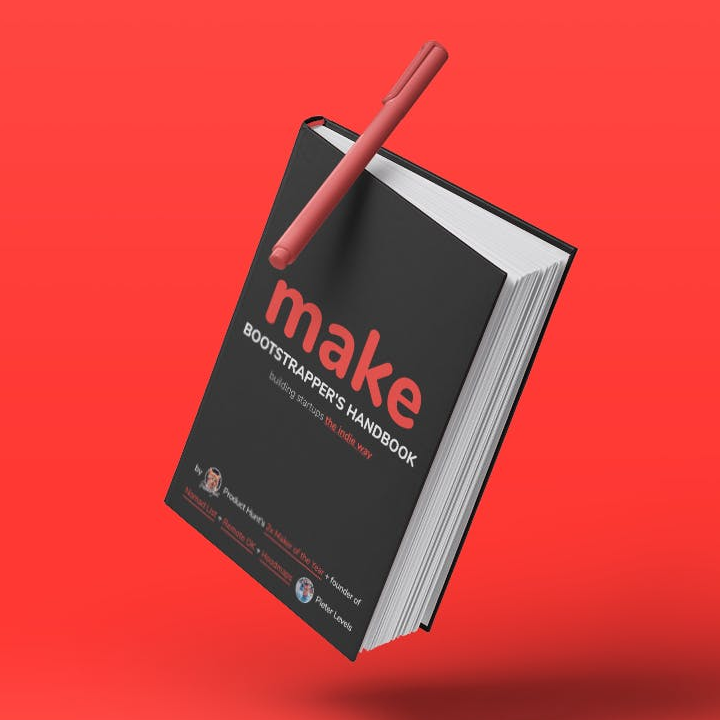 make
BOOTSTRAPPER'S HANDBOOK
building startups the indie way
by Product Hunt's 2x Maker of the Year + founder of
Nomad List + Remote OK + Hoodmaps Pieter Levels